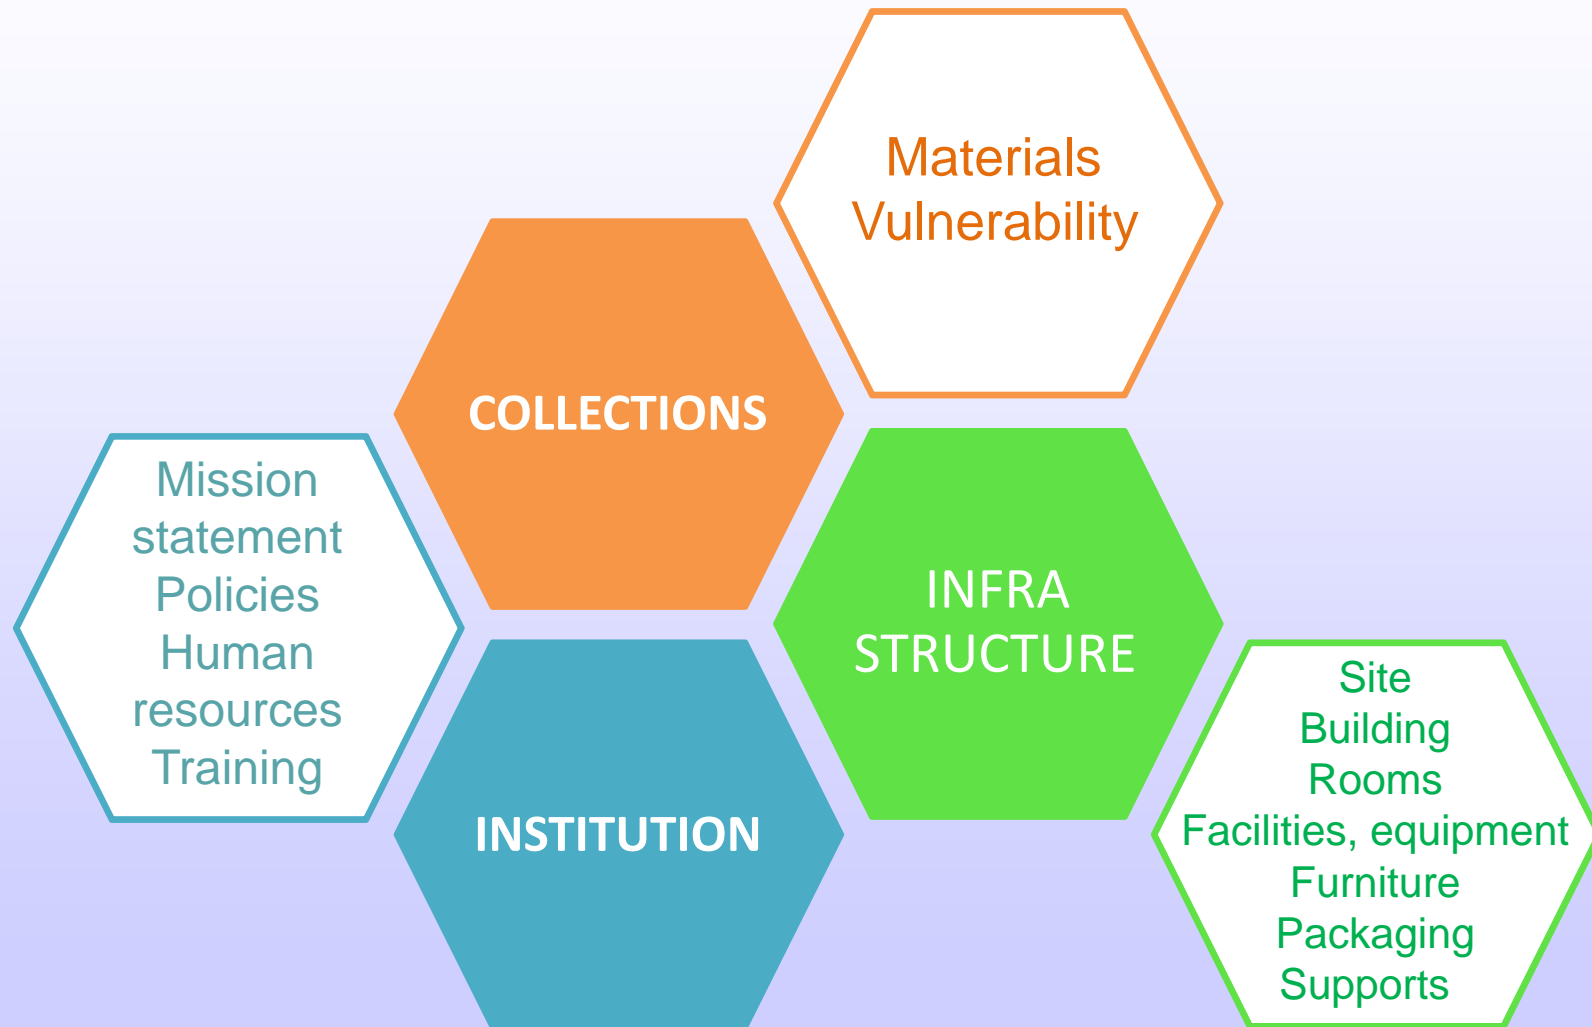 Materials
Vulnerability
COLLECTIONS
Mission
statement
Policies
Human
resources
Training
INFRA
STRUCTURE
INSTITUTION
Site
Building
Rooms
Facilities, equipment
Furniture
Packaging
Supports